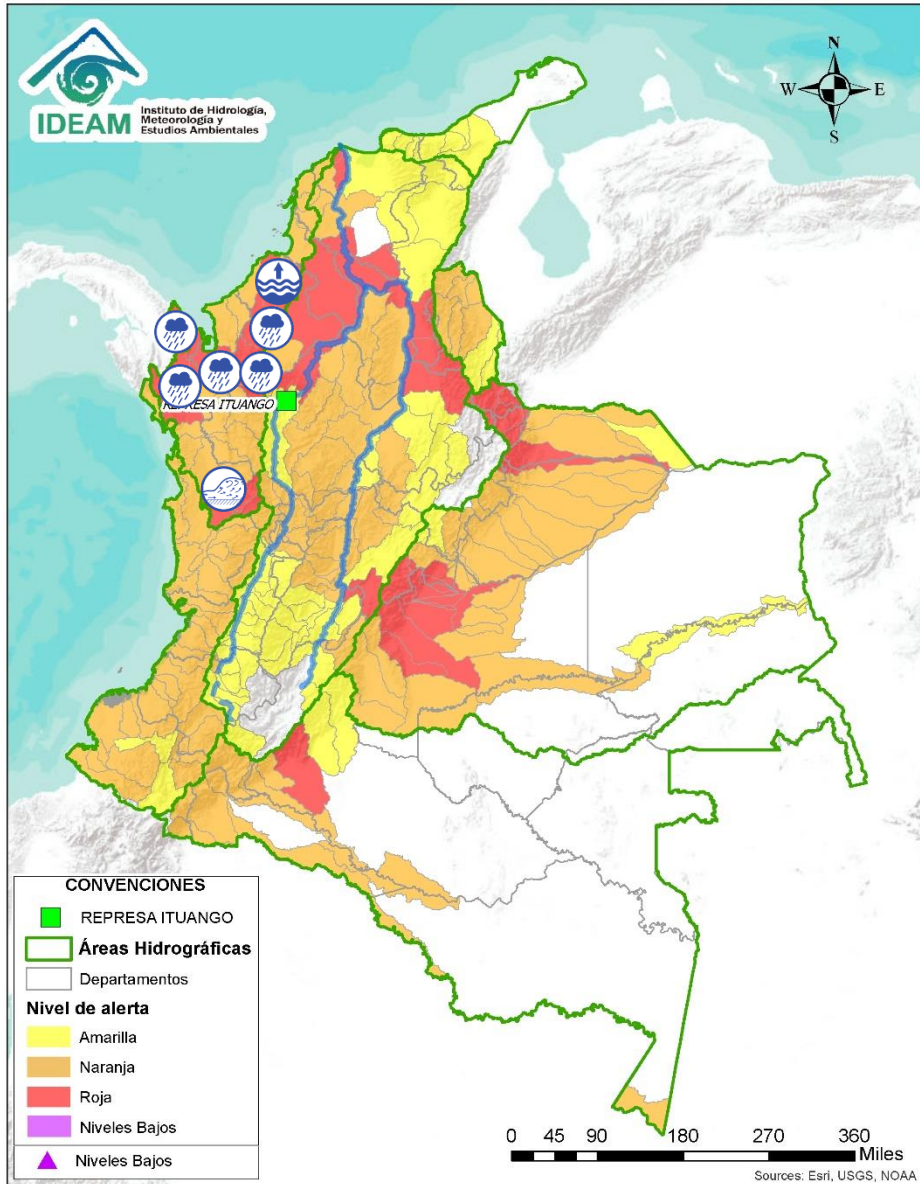 IDEAM
Instituto de Hidrología,
Meteorología y
Estudios Ambientales
N
W E
S
REPRESA ITUANGO
CONVENCIONES
REPRESA ITUANGO
Áreas Hidrográficas
Departamentos
Nivel de alerta
Amarilla
Naranja
Roja
Niveles Bajos
Niveles Bajos
0 45 90 180 270 360
Miles
Sources: Esri, USGS, NOAA